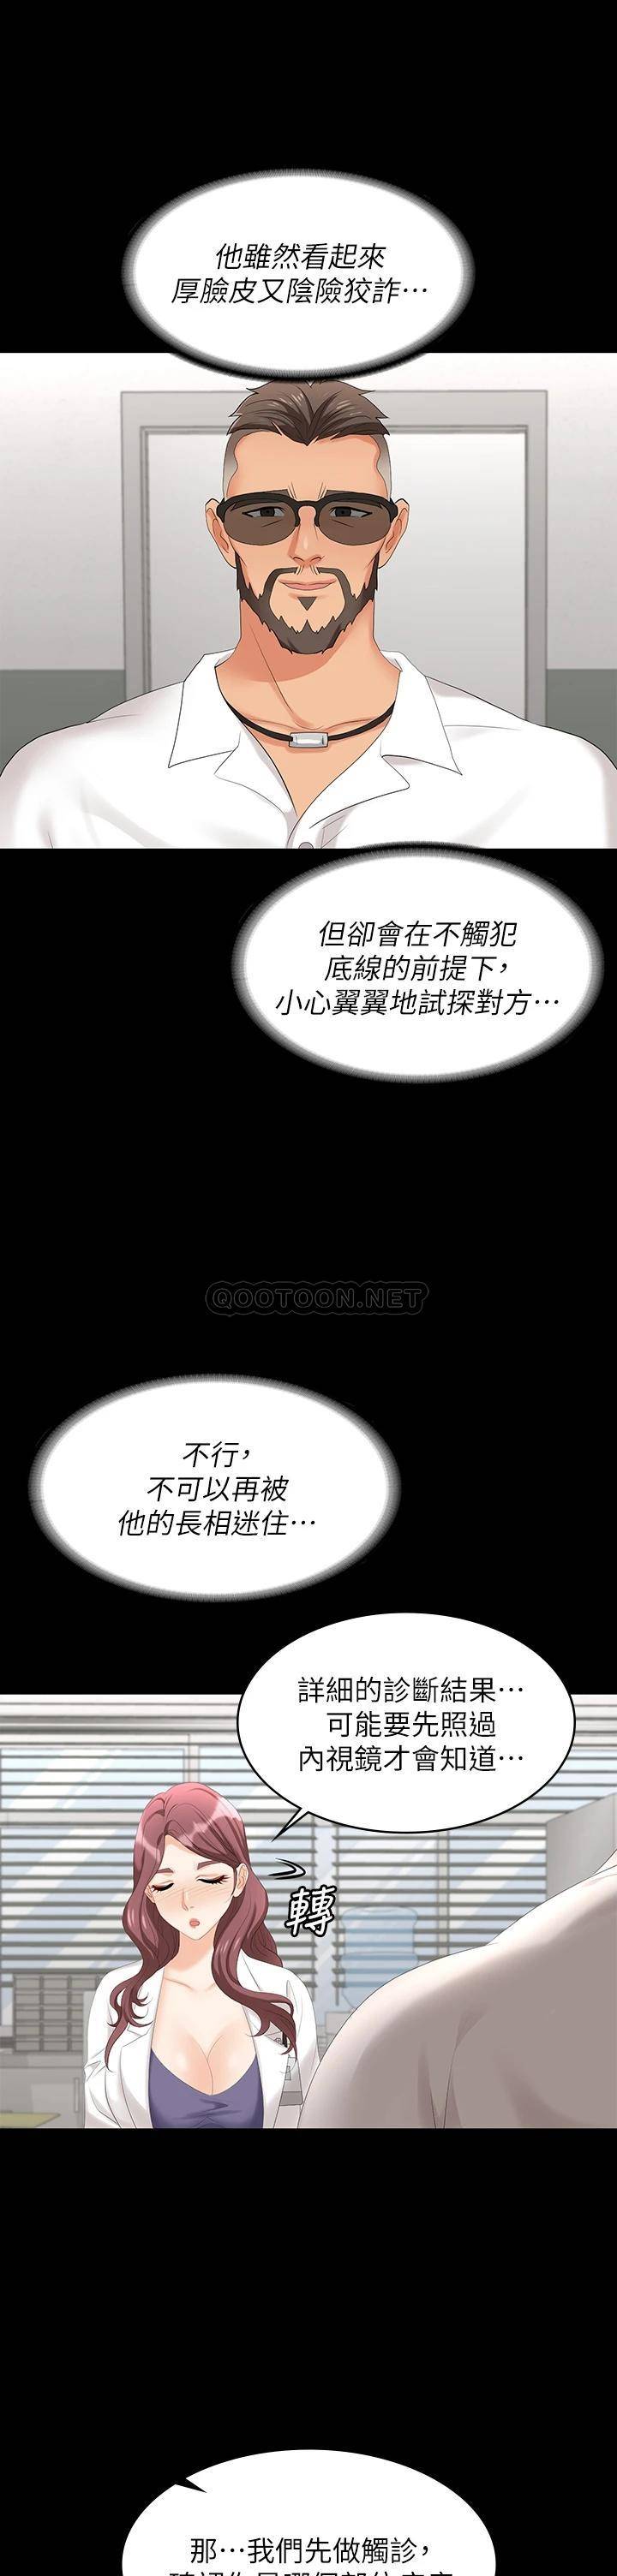 他雖然看起來
厚臉皮又陰險狡詐…
但卻會在不觸犯
底線的前提下，
小心翼翼地試探對方…
QOOTOON.NET
不行，
不可以再被
他的長相迷住…
詳細的診斷結果…
可能要先照過
內視鏡才會知道…
轉
那…我們先做觸診，